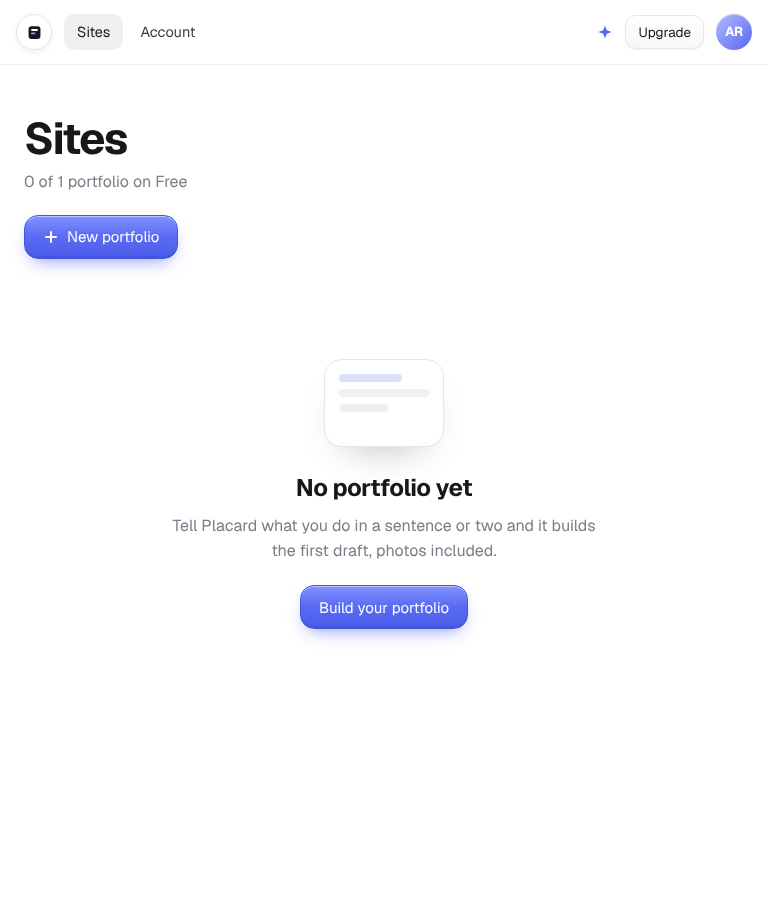 Sites
Account
Upgrade
AR
Sites
0 of 1 portfolio on Free
New portfolio
No portfolio yet
Tell Placard what you do in a sentence or two and it builds
the first draft, photos included.
Build your portfolio